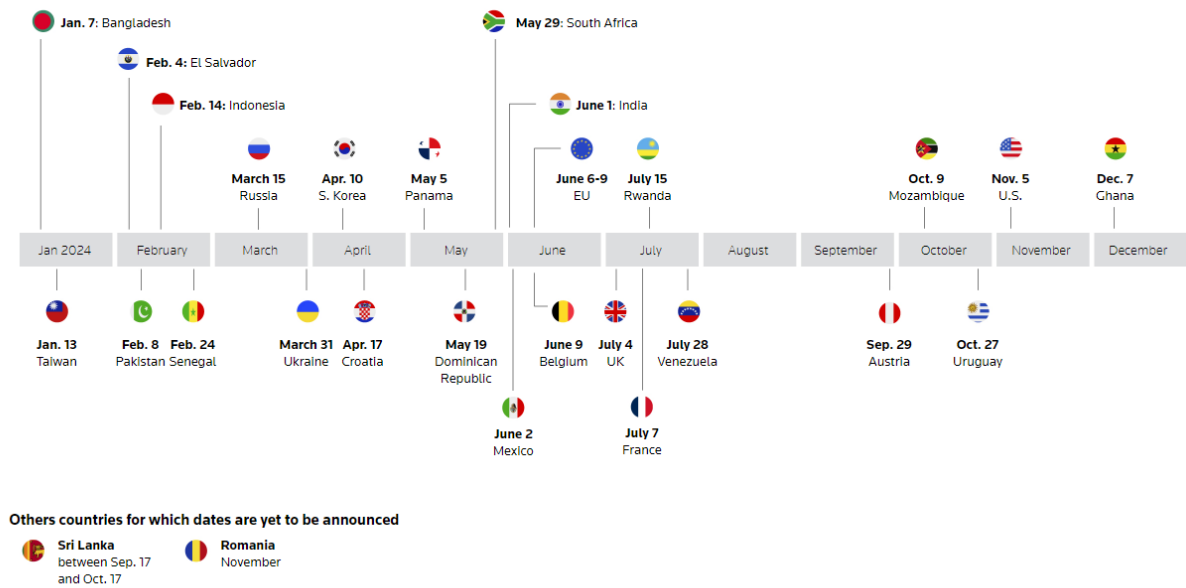 Jan. 7: Bangladesh
May 29: South Africa
Feb. 4: El Salvador
Feb. 14: Indonesia
June 1: India
March 15
Russia
Apr. 10
S. Korea
May 5
Panama
June 6-9
EU
July 15
Rwanda
Oct. 9
Mozambique
Nov. 5
U.S.
Dec. 7
Ghana
Jan 2024
February
March
April
May
June
July
August
September
October
November
December
Jan. 13
Taiwan
Feb. 8
Pakistan
Feb. 24
Senegal
March 31
Ukraine
Apr. 17
Croatia
May 19
Dominican
Republic
June 9
Belgium
July 4
UK
July 28
Venezuela
Sep. 29
Austria
Oct. 27
Uruguay
June 2
Mexico
July 7
France
Others countries for which dates are yet to be announced
Sri Lanka
between Sep. 17
and Oct. 17
Romania
November